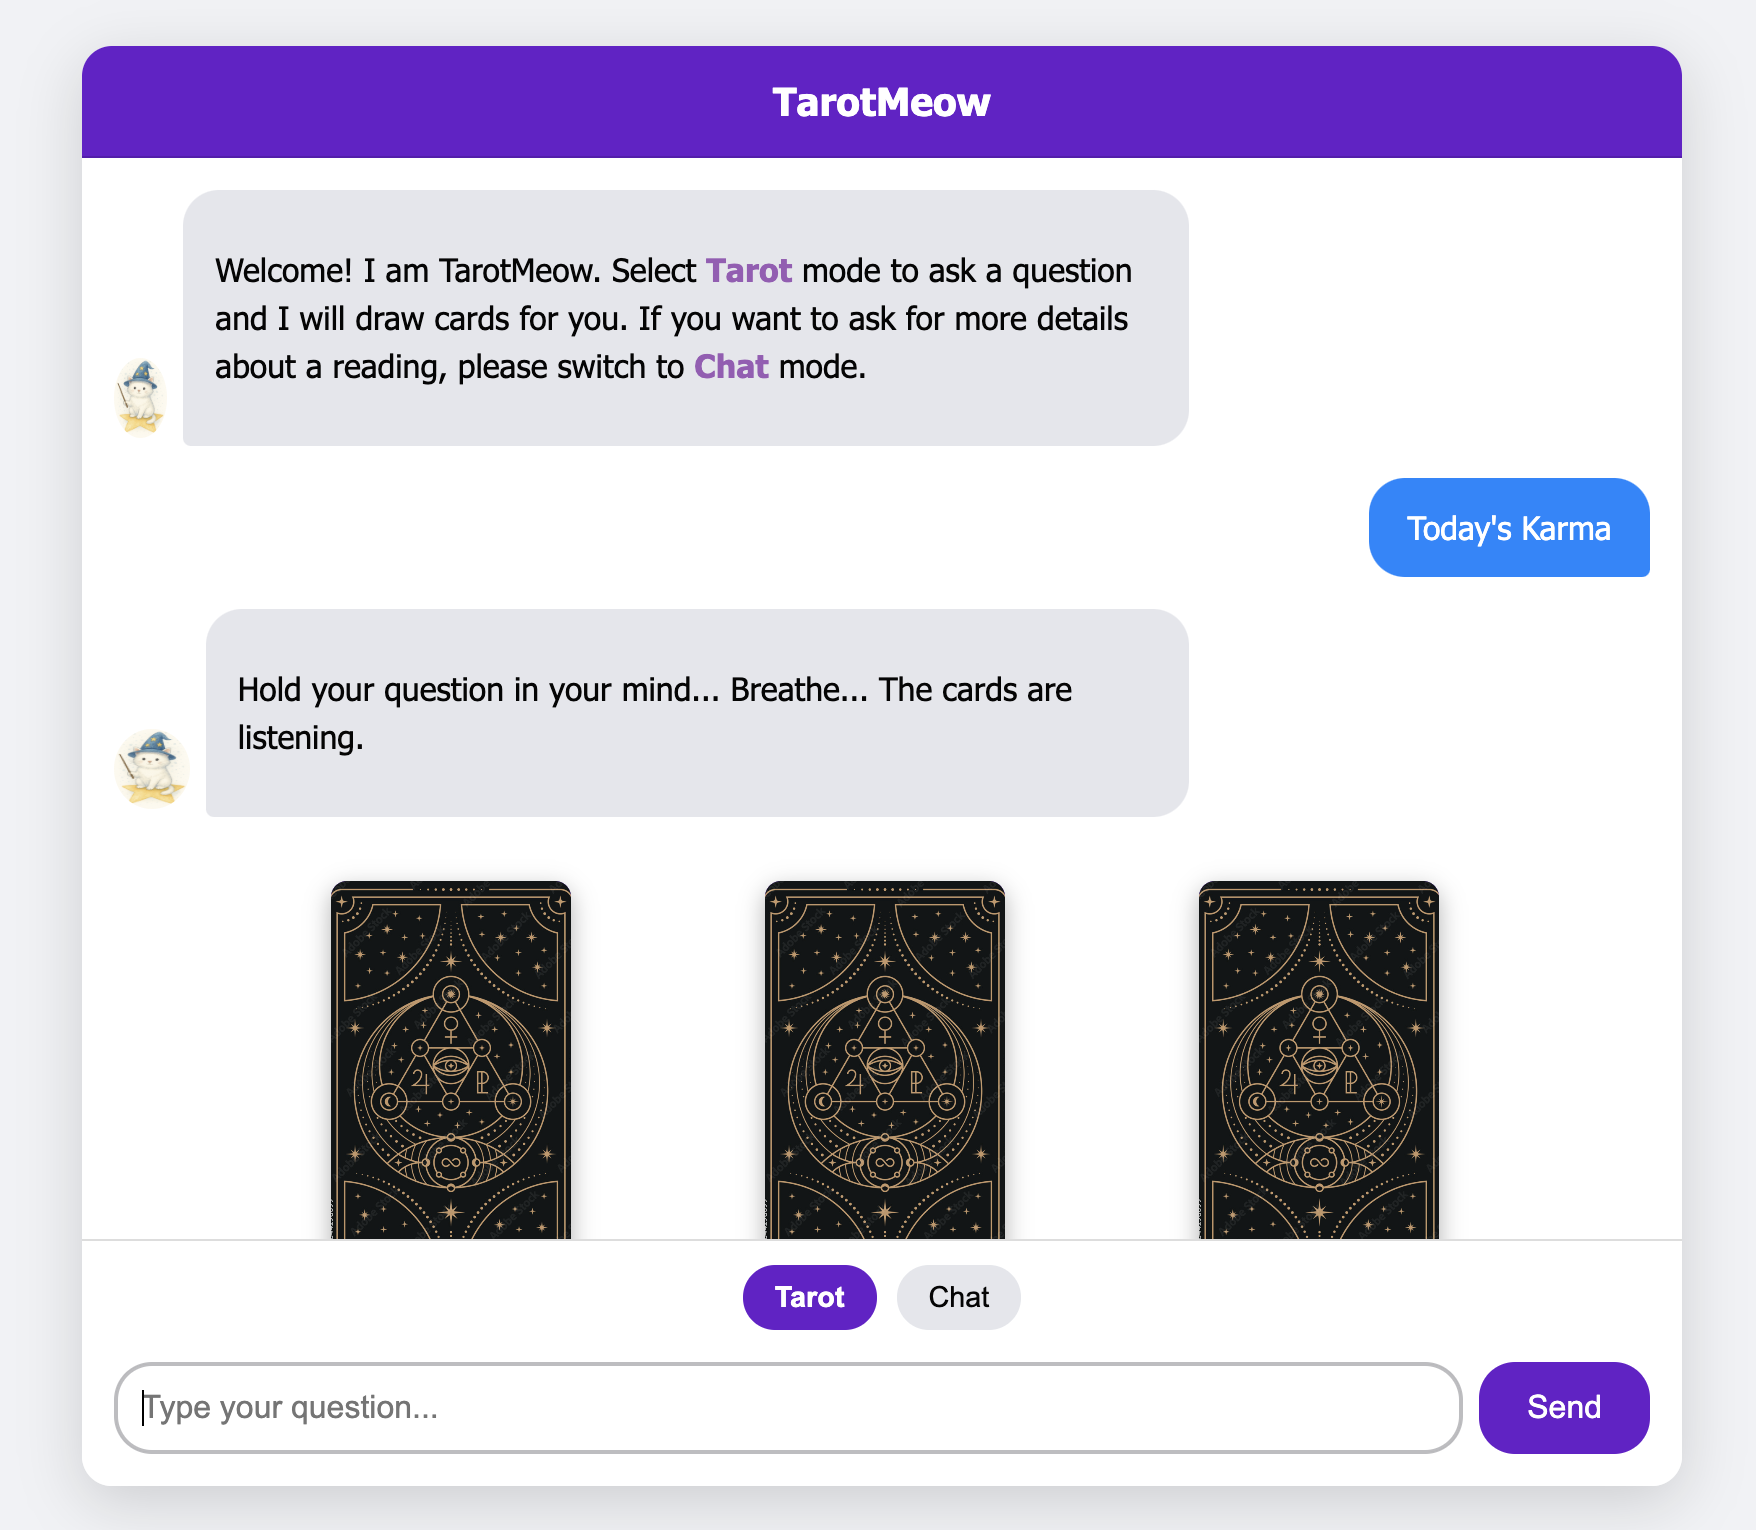 TarotMeow
Welcome! I am TarotMeow. Select Tarot mode to ask a question
and I will draw cards for you. If you want to ask for more details
about a reading, please switch to Chat mode.
Today's Karma
Hold your question in your mind... Breathe... The cards are
listening.
Tarot
Chat
Type your question...
Send